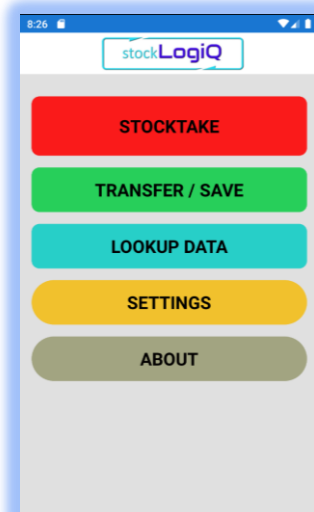 8:26
stockLogiQ
STOCKTAKE
TRANSFER / SAVE
LOOKUP DATA
SETTINGS
ABOUT